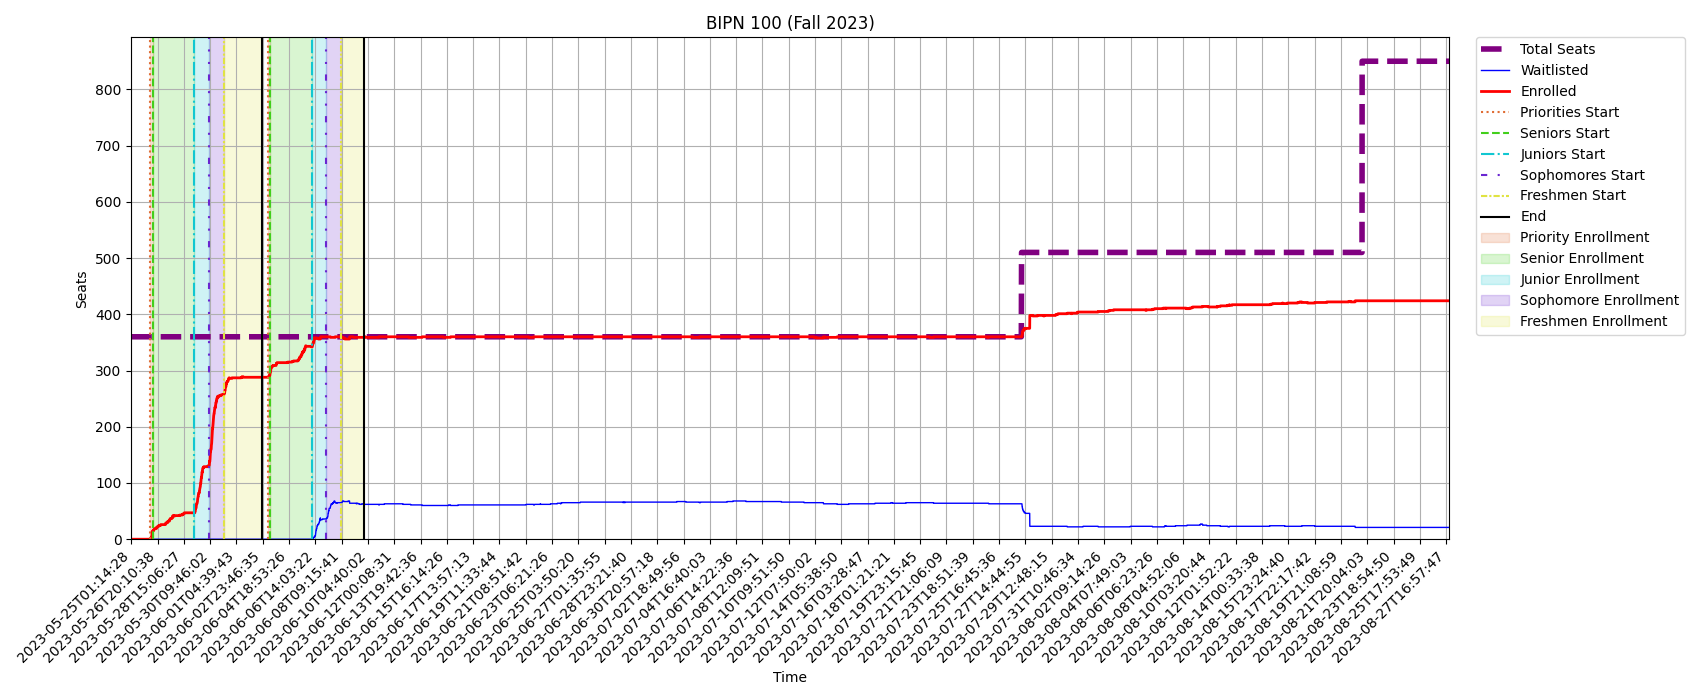 BIPN 100 (Fall 2023)
Seats
800
700
600
500
400
300
200
100
0
2023-05-25T01:14:28
2023-05-26T20:10:38
2023-05-28T15:06:27
2023-05-30T09:46:02
2023-06-01T04:39:43
2023-06-02T23:46:35
2023-06-04T18:53:26
2023-06-06T14:03:22
2023-06-08T09:15:41
2023-06-10T04:40:02
2023-06-12T00:08:31
2023-06-13T19:42:36
2023-06-15T16:14:26
2023-06-17T13:57:13
2023-06-19T11:33:44
2023-06-21T08:51:42
2023-06-23T06:21:26
2023-06-25T03:50:20
2023-06-27T01:35:55
2023-06-28T23:21:40
2023-06-30T20:57:18
2023-07-02T18:49:56
2023-07-04T16:40:03
2023-07-06T14:22:36
2023-07-08T12:09:51
2023-07-10T09:51:50
2023-07-12T07:50:02
2023-07-14T05:38:50
2023-07-16T03:28:47
2023-07-18T01:21:21
2023-07-19T23:15:45
2023-07-21T21:06:09
2023-07-23T18:51:39
2023-07-25T16:45:36
2023-07-27T14:44:55
2023-07-29T12:48:15
2023-07-31T10:46:34
2023-08-02T09:14:26
2023-08-04T07:49:03
2023-08-06T06:23:26
2023-08-08T04:52:06
2023-08-10T03:20:44
2023-08-12T01:52:22
2023-08-14T00:33:38
2023-08-15T23:24:40
2023-08-17T22:17:42
2023-08-19T21:08:59
2023-08-21T20:04:03
2023-08-23T18:54:50
2023-08-25T17:53:49
2023-08-27T16:57:47
Time
Total Seats
Waitlisted
Enrolled
Priorities Start
Seniors Start
Juniors Start
Sophomores Start
Freshmen Start
End
Priority Enrollment
Senior Enrollment
Junior Enrollment
Sophomore Enrollment
Freshmen Enrollment